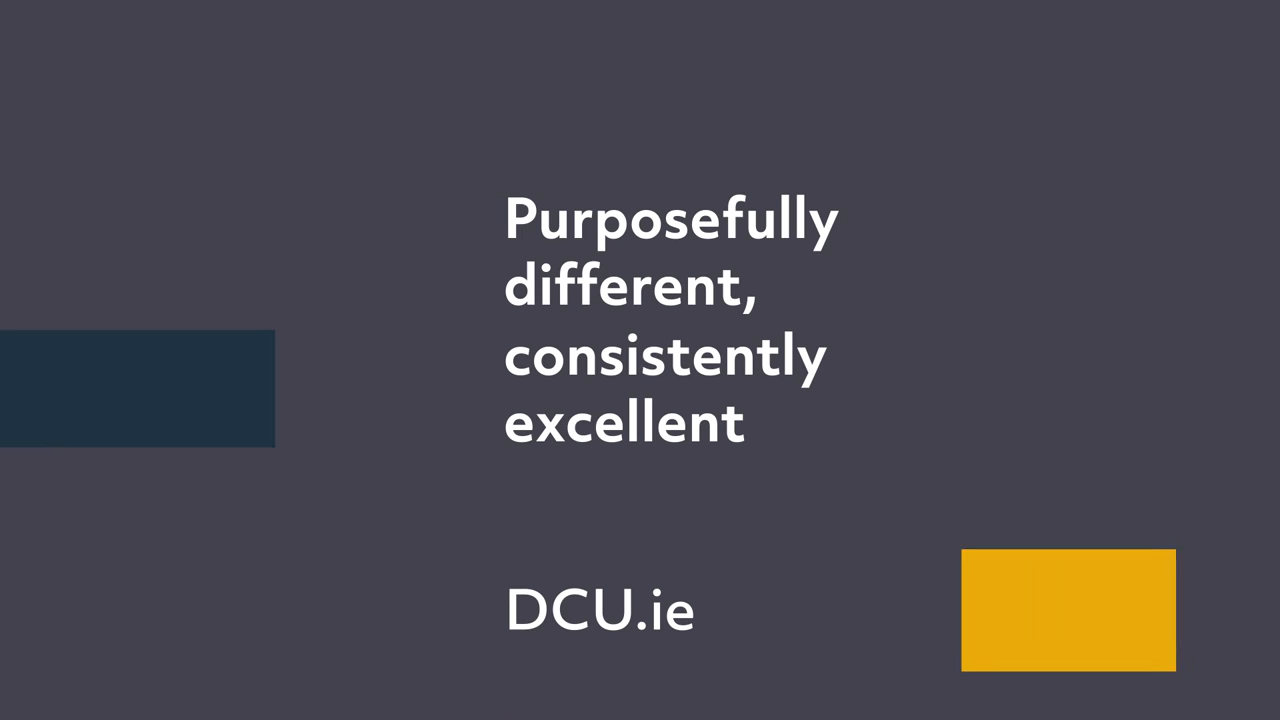 Purposefully
different,
consistently
excellent
DCU.ie